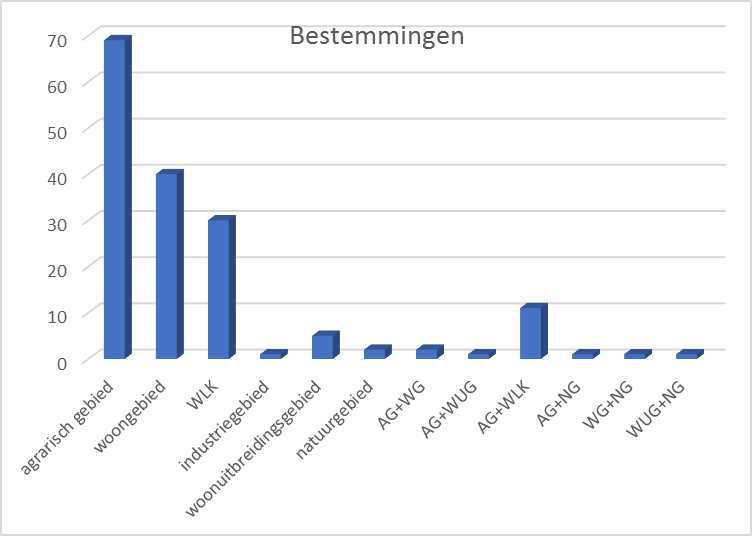 Bestemmingen
70
60
50
40
30
20
10
0
agrarisch gebied
woongebied
WLK
industriegebied
woonuitbreidingsgebied
natuurgebied
AG+WG
AG+WUG
AG+WLK
AG+NG
WG+NG
WUG+NG